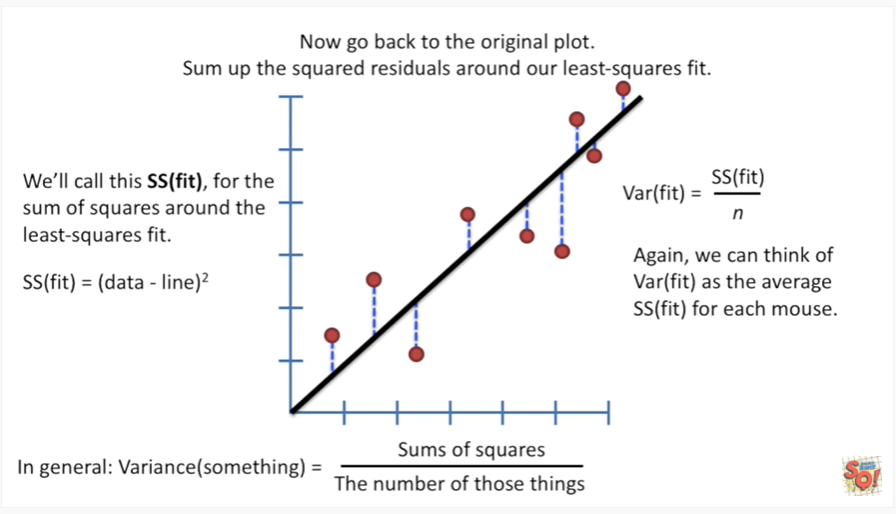 Now go back to the original plot.
Sum up the squared residuals around our least-squares fit.
We'll call this SS(fit), for the
sum of squares around the
least-squares fit.
SS(fit) = (data - line)²
Var(fit) = SS(fit)
n
Again, we can think of
Var(fit) as the average
SS(fit) for each mouse.
In general: Variance(something) = Sums of squares
The number of those things
SQ!